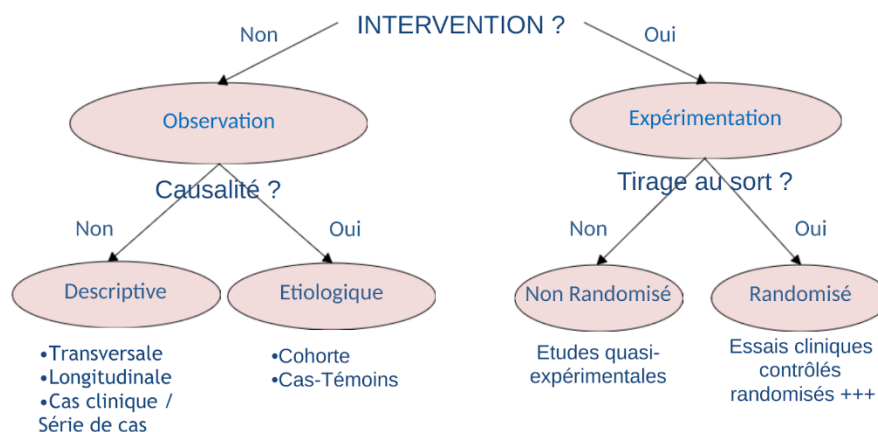 INTERVENTION ?
Non
Oui
Observation
Expérimentation
Causalité ?
Tirage au sort ?
Non
Oui
Non
Oui
Descriptive
Etiologique
Non Randomisé
Randomisé
•Transversale
•Longitudinale
•Cas clinique /
Série de cas
•Cohorte
•Cas-Témoins
Etudes quasi-
expérimentales
Essais cliniques
contrôlés
randomisés +++